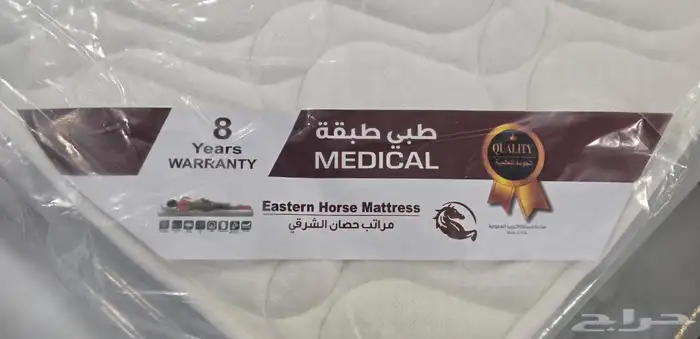 8
Years
WARRANTY
طبي طبقة
MEDICAL
QUALITY
Eastern Horse Mattress
مراتب حصان الشرقي
حراج